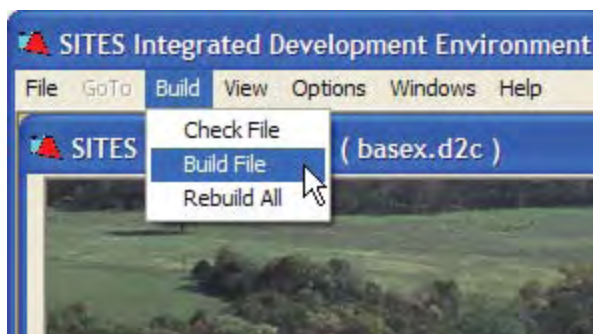 SITES Integrated Development Environment
File GoTo Build View Options Windows Help
Check File
SITES ( basex.d2c )
Build File
Rebuild All